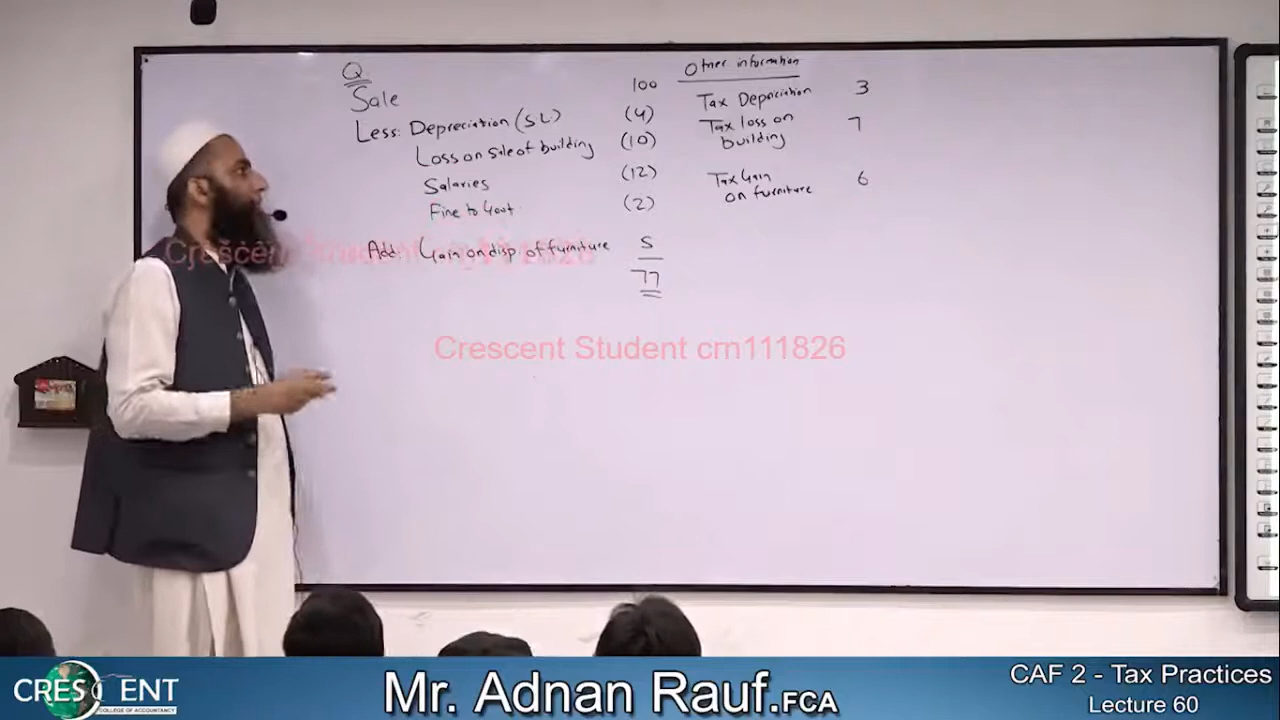 Q
Sale 100
Less: Depreciation (SL) (4)
Loss on Sale of building (10)
Salaries (12)
Fine to Govt (2)
Add: Gain on disp of furniture 5
77
Other information
Tax Depreciation 3
Tax loss on building 7
Tax Gain on furniture 6
Crescent Student crn111826
Crescent Student crn111826
CRESCENT
COLLEGE OF ACCOUNTANCY
Mr. Adnan Rauf.FCA
CAF 2 - Tax Practices
Lecture 60